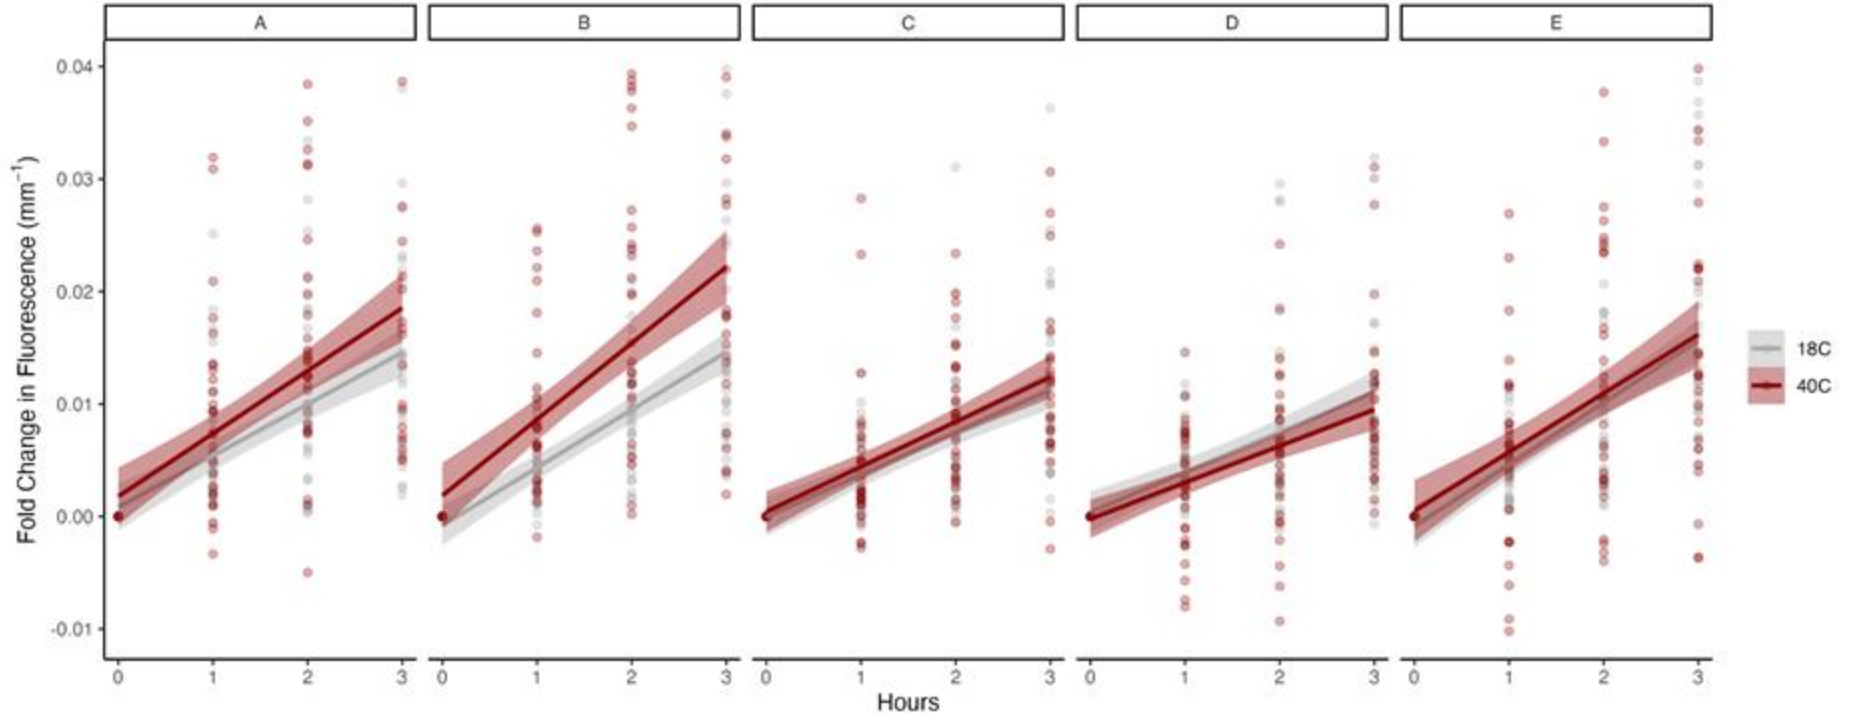 A B C D E
Fold Change in Fluorescence (mm⁻¹)
0.04
0.03
0.02
0.01
0.00
-0.01
18C
40C
0 1 2 3 0 1 2 3 0 1 2 3 0 1 2 3 0 1 2 3
Hours